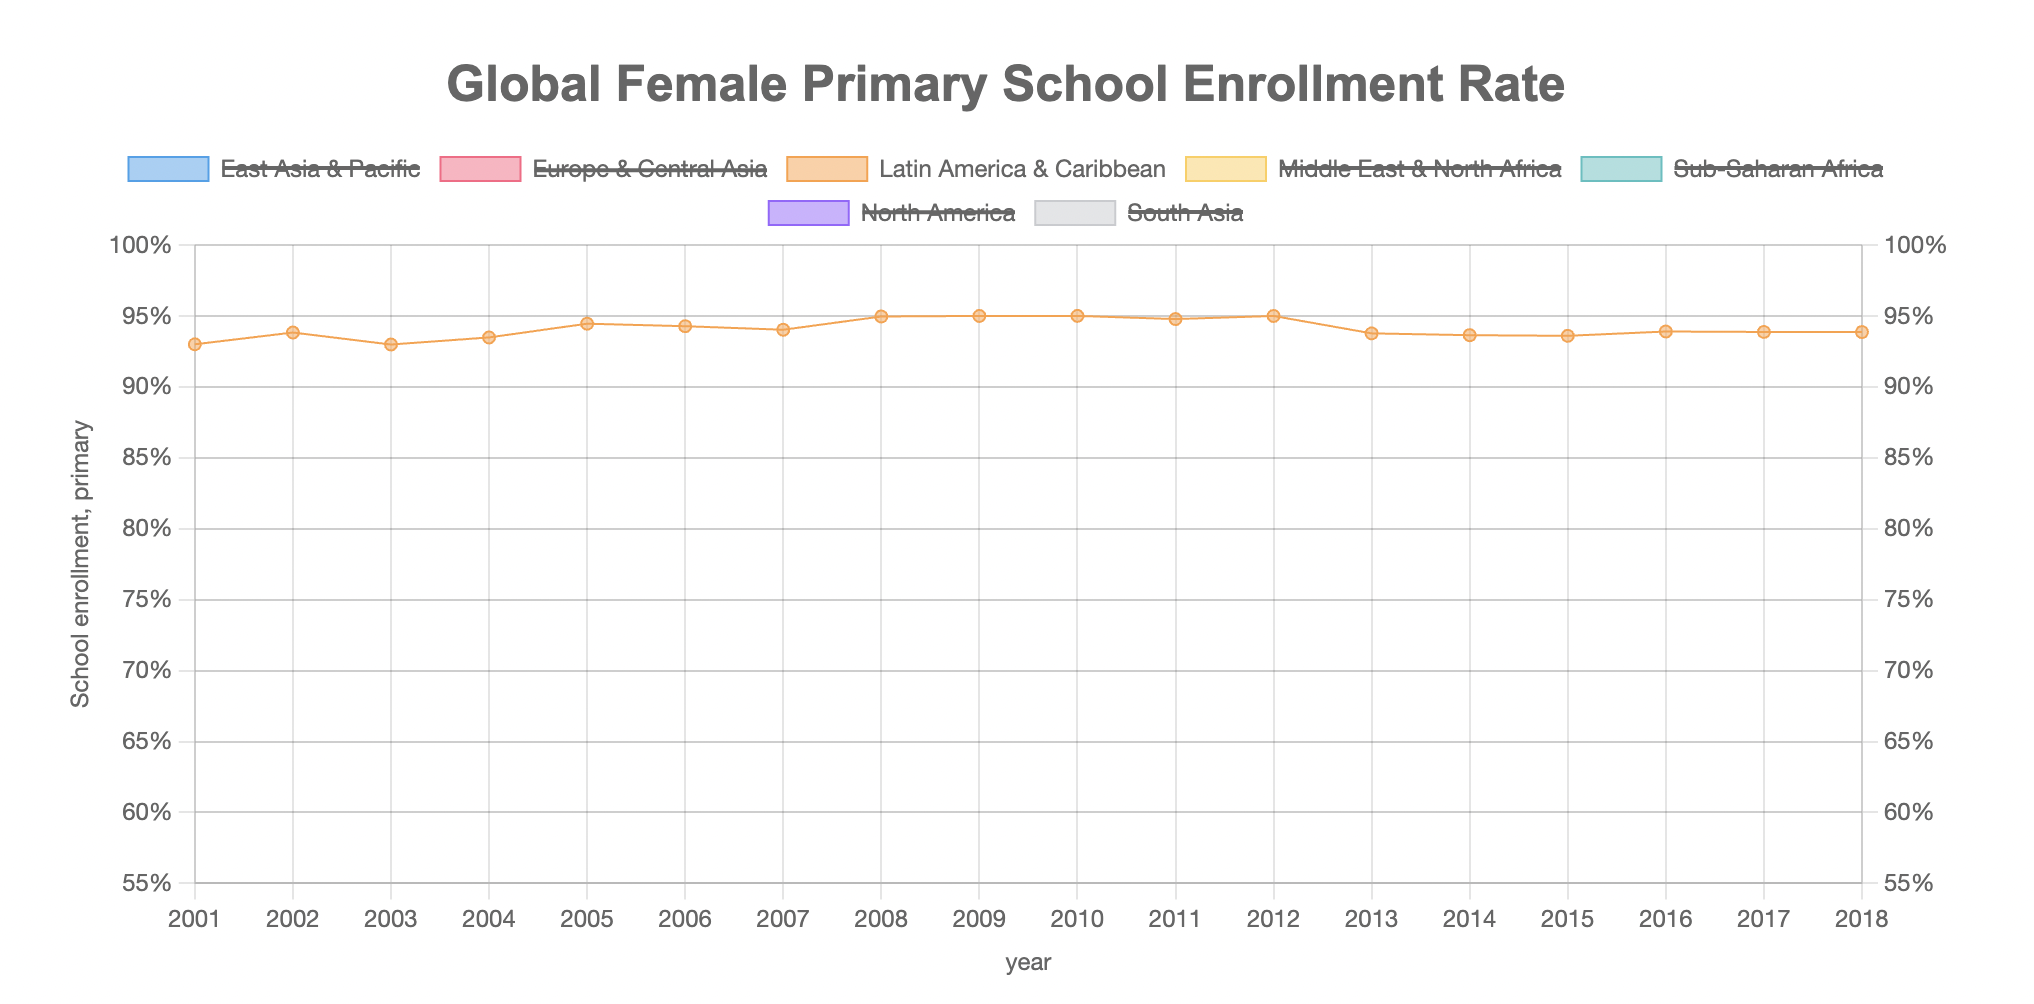 Global Female Primary School Enrollment Rate
East Asia & Pacific Europe & Central Asia Latin America & Caribbean Middle East & North Africa Sub-Saharan Africa
North America South Asia
100% 100%
95% 95%
90% 90%
85% 85%
80% 80%
75% 75%
70% 70%
65% 65%
60% 60%
55% 55%
School enrollment, primary
2001 2002 2003 2004 2005 2006 2007 2008 2009 2010 2011 2012 2013 2014 2015 2016 2017 2018
year